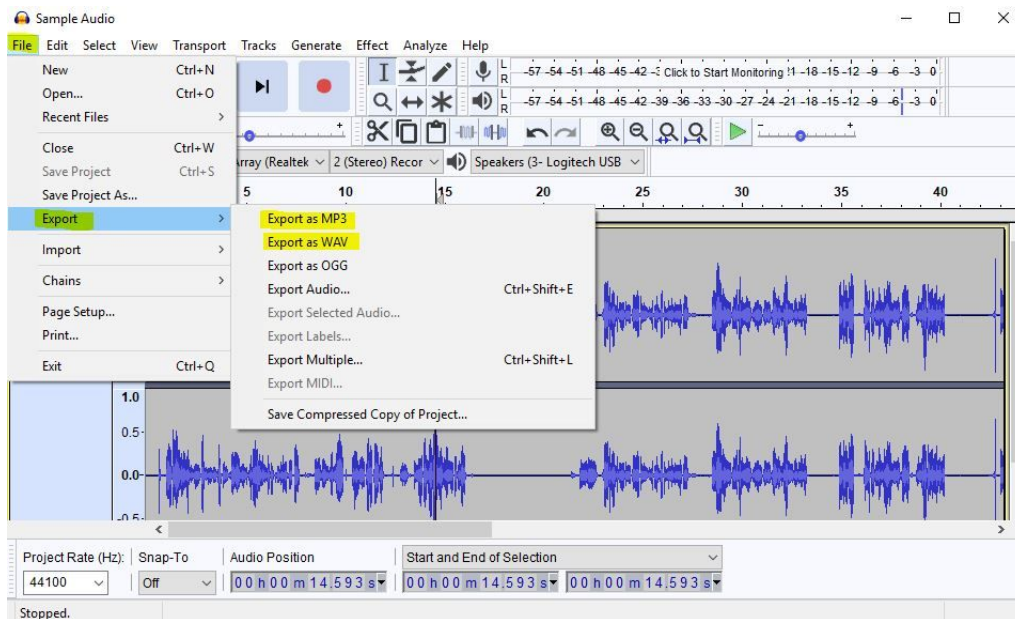 Sample Audio
File Edit Select View Transport Tracks Generate Effect Analyze Help
New Ctrl+N
Open... Ctrl+O
Recent Files >
Close Ctrl+W
Save Project Ctrl+S
Save Project As...
Export >
Import >
Chains >
Page Setup...
Print...
Exit Ctrl+Q
L
R
-57 -54 -51 -48 -45 -42 Click to Start Monitoring -18 -15 -12 -9 -6 -3 0
L
R
-57 -54 -51 -48 -45 -42 -39 -36 -33 -30 -27 -24 -21 -18 -15 -12 -9 -6 -3 0
(Realtek 2 (Stereo) Recor Speakers (3- Logitech USB
5 10 15 20 25 30 35 40
Export as MP3
Export as WAV
Export as OGG
Export Audio... Ctrl+Shift+E
Export Selected Audio...
Export Labels...
Export Multiple... Ctrl+Shift+L
Export MIDI...
Save Compressed Copy of Project...
1.0
0.5
0.0
-0.5
Project Rate (Hz): Snap-To Audio Position Start and End of Selection
44100 Off 00 h 00 m 14.593 s 00 h 00 m 14.593 s 00 h 00 m 14.593 s
Stopped.